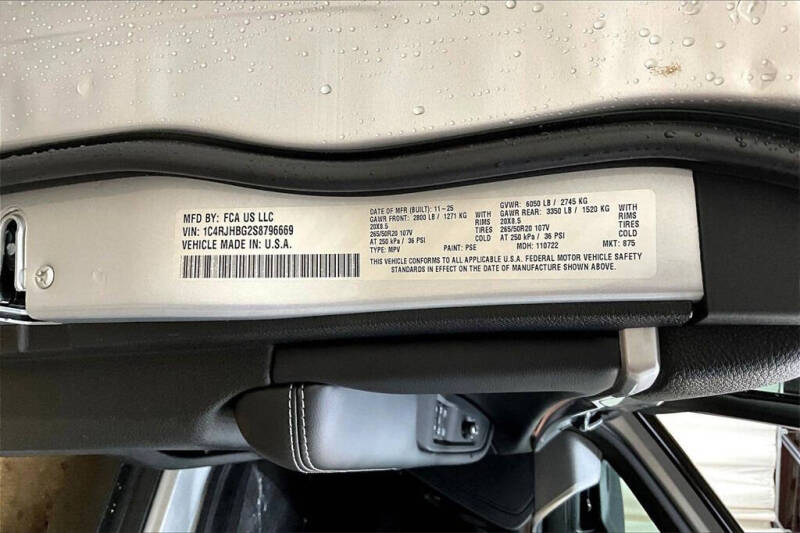 MFD BY: FCA US LLC
VIN: 1C4RJHBG2S8796669
VEHICLE MADE IN: U.S.A.
DATE OF MFR (BUILT): 11-25
GAWR FRONT: 2800 LB / 1271 KG WITH
20X8.5 RIMS
265/50R20 107V TIRES
AT 250 kPa / 36 PSI COLD
TYPE: MPV PAINT: PSE
GVWR: 6050 LB / 2745 KG
GAWR REAR: 3350 LB / 1520 KG WITH
20X8.5 RIMS
265/50R20 107V TIRES
AT 250 kPa / 36 PSI COLD
MDH: 110722 MKT: 875
THIS VEHICLE CONFORMS TO ALL APPLICABLE U.S.A. FEDERAL MOTOR VEHICLE SAFETY
STANDARDS IN EFFECT ON THE DATE OF MANUFACTURE SHOWN ABOVE.